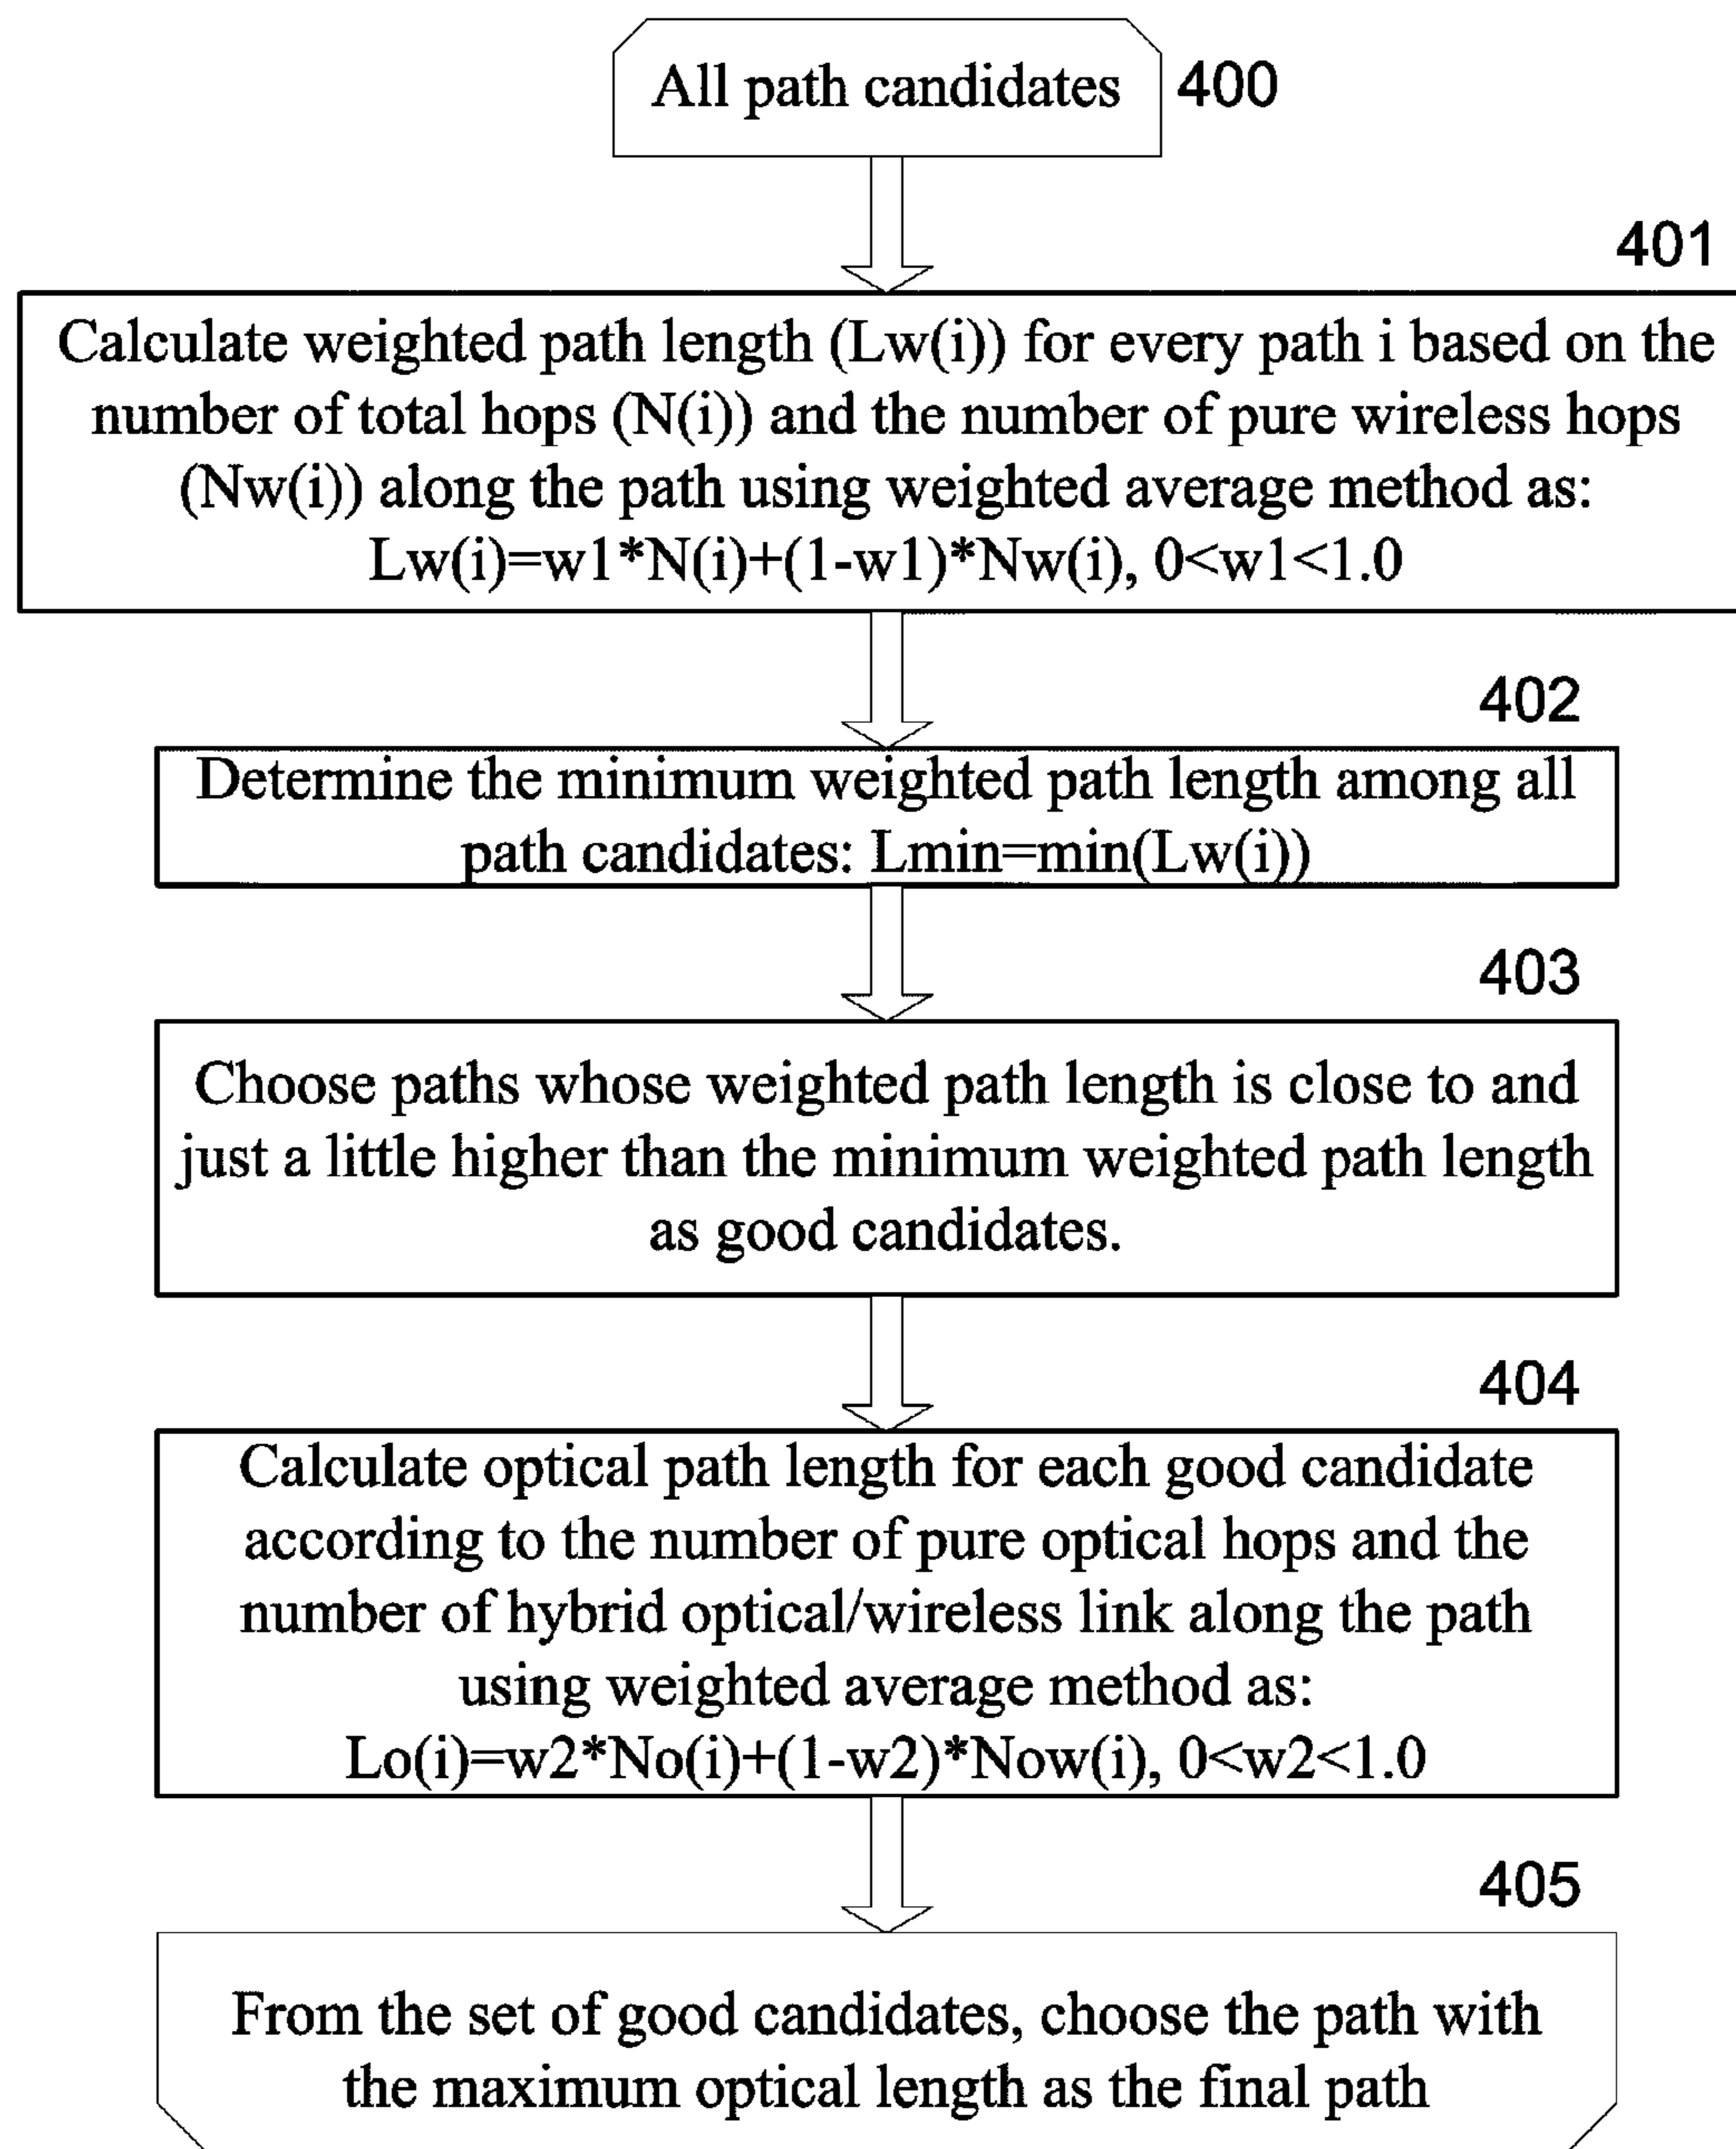 All path candidates 400
401
Calculate weighted path length (Lw(i)) for every path i based on the
number of total hops (N(i)) and the number of pure wireless hops
(Nw(i)) along the path using weighted average method as:
Lw(i)=w1*N(i)+(1-w1)*Nw(i), 0<w1<1.0
402
Determine the minimum weighted path length among all
path candidates: Lmin=min(Lw(i))
403
Choose paths whose weighted path length is close to and
just a little higher than the minimum weighted path length
as good candidates.
404
Calculate optical path length for each good candidate
according to the number of pure optical hops and the
number of hybrid optical/wireless link along the path
using weighted average method as:
Lo(i)=w2*No(i)+(1-w2)*Now(i), 0<w2<1.0
405
From the set of good candidates, choose the path with
the maximum optical length as the final path